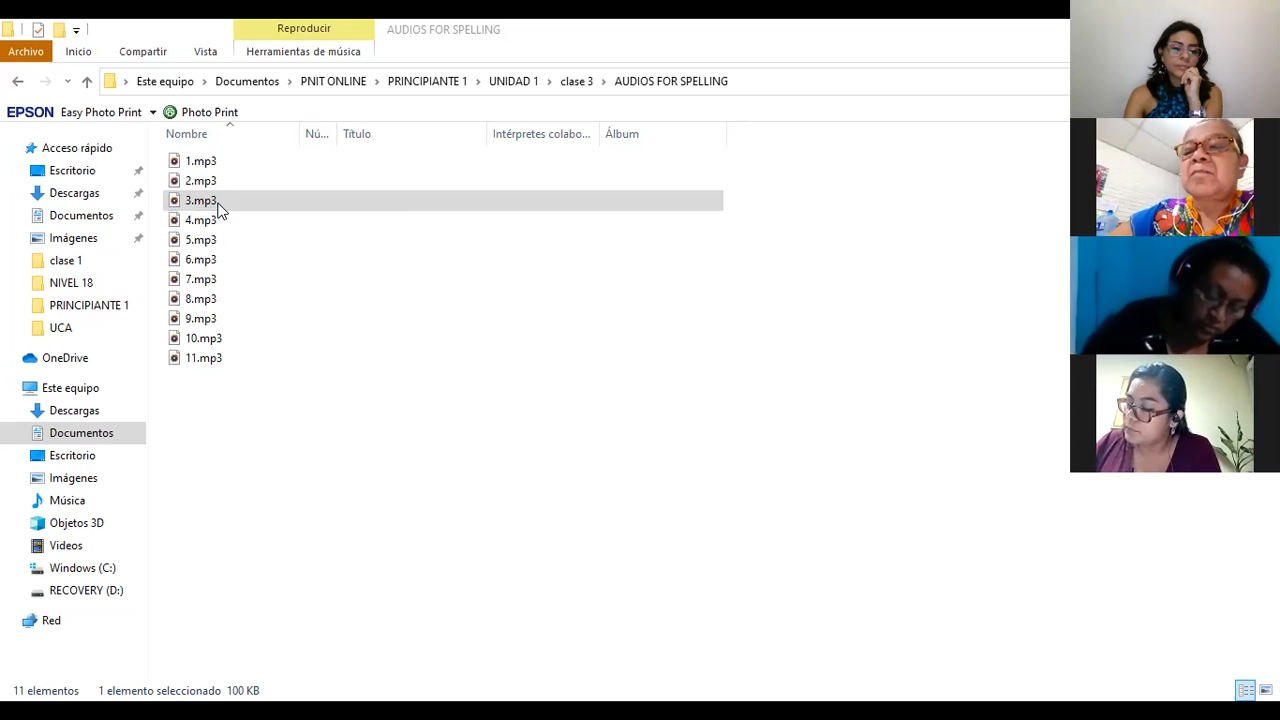 Reproducir
AUDIOS FOR SPELLING
Archivo
Inicio
Compartir
Vista
Herramientas de música
Este equipo
Documentos
PNIT ONLINE
PRINCIPIANTE 1
UNIDAD 1
clase 3
AUDIOS FOR SPELLING
EPSON
Easy Photo Print
Photo Print
Nombre
Nú...
Título
Intérpretes colabo...
Álbum
Acceso rápido
Escritorio
Descargas
Documentos
Imágenes
clase 1
NIVEL 18
PRINCIPIANTE 1
UCA
OneDrive
Este equipo
Descargas
Documentos
Escritorio
Imágenes
Música
Objetos 3D
Videos
Windows (C:)
RECOVERY (D:)
Red
1.mp3
2.mp3
3.mp3
4.mp3
5.mp3
6.mp3
7.mp3
8.mp3
9.mp3
10.mp3
11.mp3
11 elementos
1 elemento seleccionado 100 KB